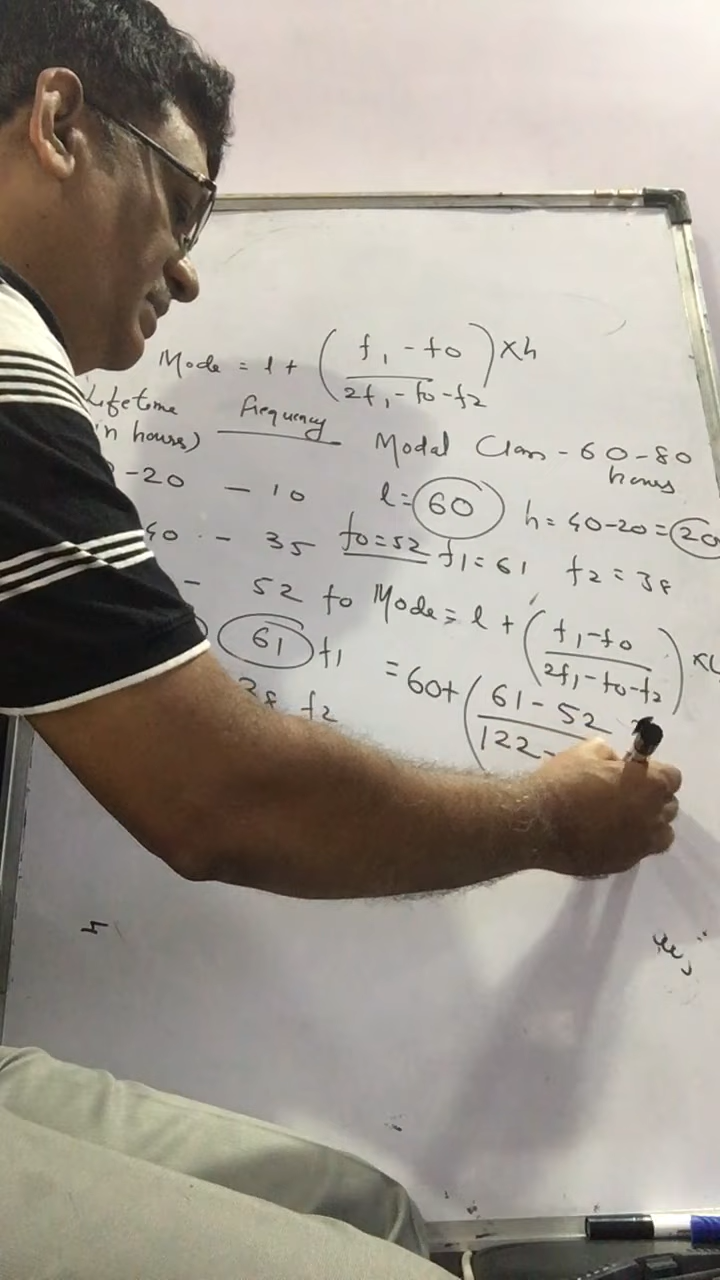 Mode = l + ( f1 - f0 / 2f1 - f0 - f2 ) × h
Lifetime Frequency
in hours) Modal Class - 60-80 hours
-20 - 10 l = 60 h = 40-20 = 20
40 - 35 f0 = 52 f1 = 61 f2 = 38
- 52 f0 Mode = l + ( f1 - f0 / 2f1 - f0 - f2 ) ×
61 f1 = 60 + ( 61 - 52 / 122 -
38 f2